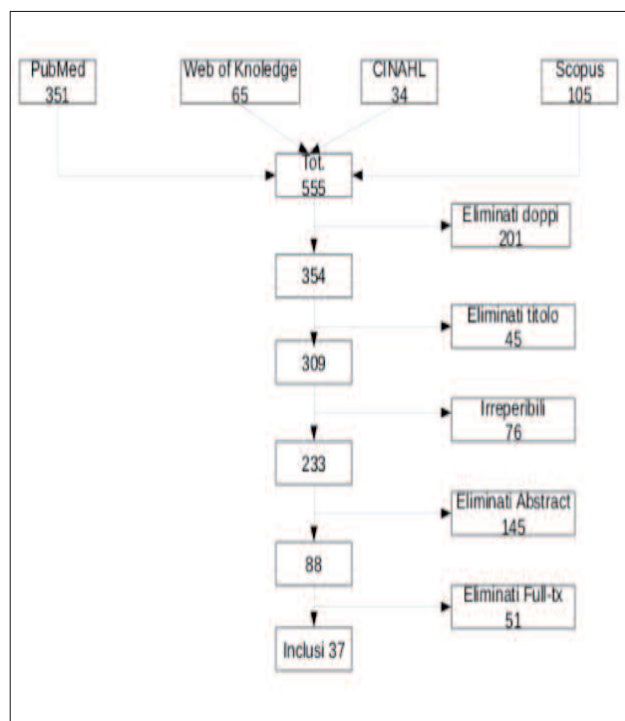 PubMed
351
Web of Knoledge
65
CINAHL
34
Scopus
105
Tot.
555
Eliminati doppi
201
354
Eliminati titolo
45
309
Irreperibili
76
233
Eliminati Abstract
145
88
Eliminati Full-tx
51
Inclusi 37